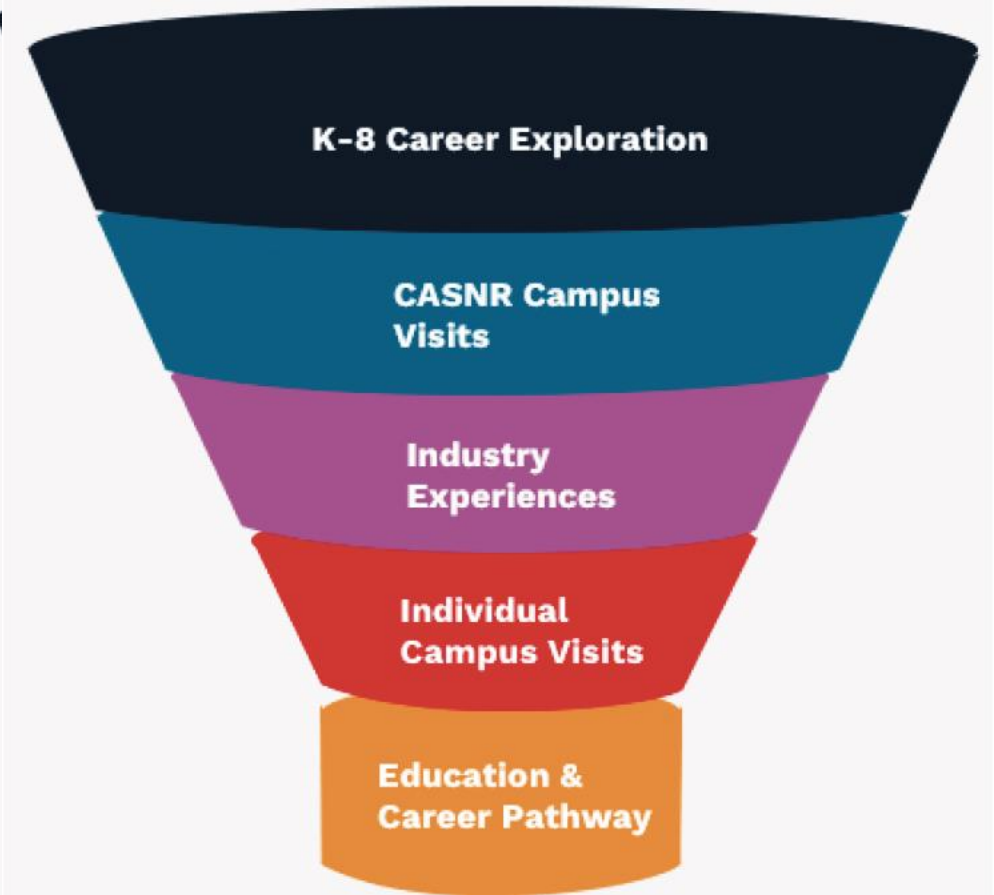 K-8 Career Exploration
CASNR Campus
Visits
Industry
Experiences
Individual
Campus Visits
Education &
Career Pathway